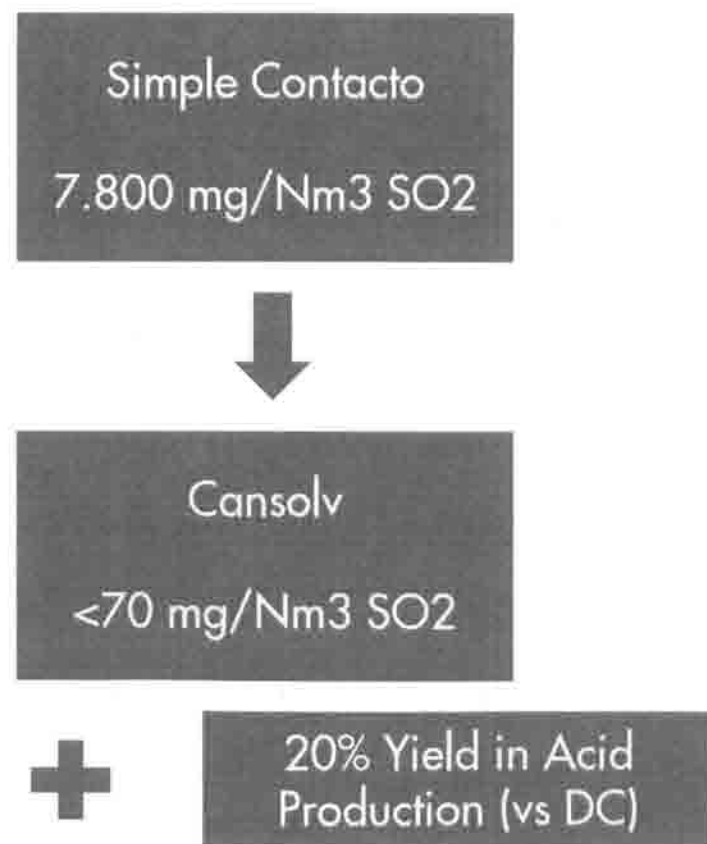 Simple Contacto
7.800 mg/Nm3 SO2
Cansolv
<70 mg/Nm3 SO2
20% Yield in Acid
Production (vs DC)